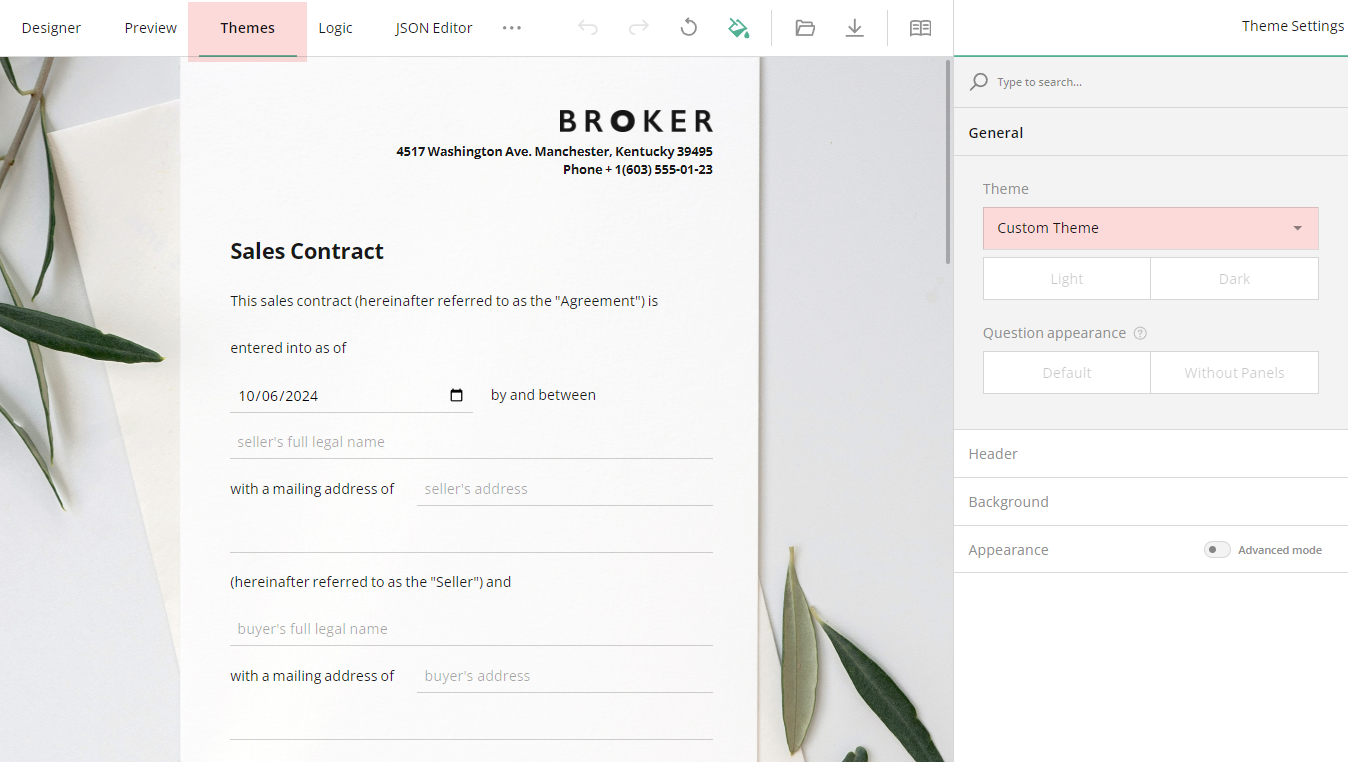 Designer Preview Themes Logic JSON Editor
Theme Settings
Type to search...
General
Theme
Custom Theme
Light Dark
Question appearance
Default Without Panels
Header
Background
Appearance Advanced mode
BROKER
4517 Washington Ave. Manchester, Kentucky 39495
Phone + 1(603) 555-01-23
Sales Contract
This sales contract (hereinafter referred to as the "Agreement") is
entered into as of
10/06/2024 by and between
seller's full legal name
with a mailing address of seller's address
(hereinafter referred to as the "Seller") and
buyer's full legal name
with a mailing address of buyer's address